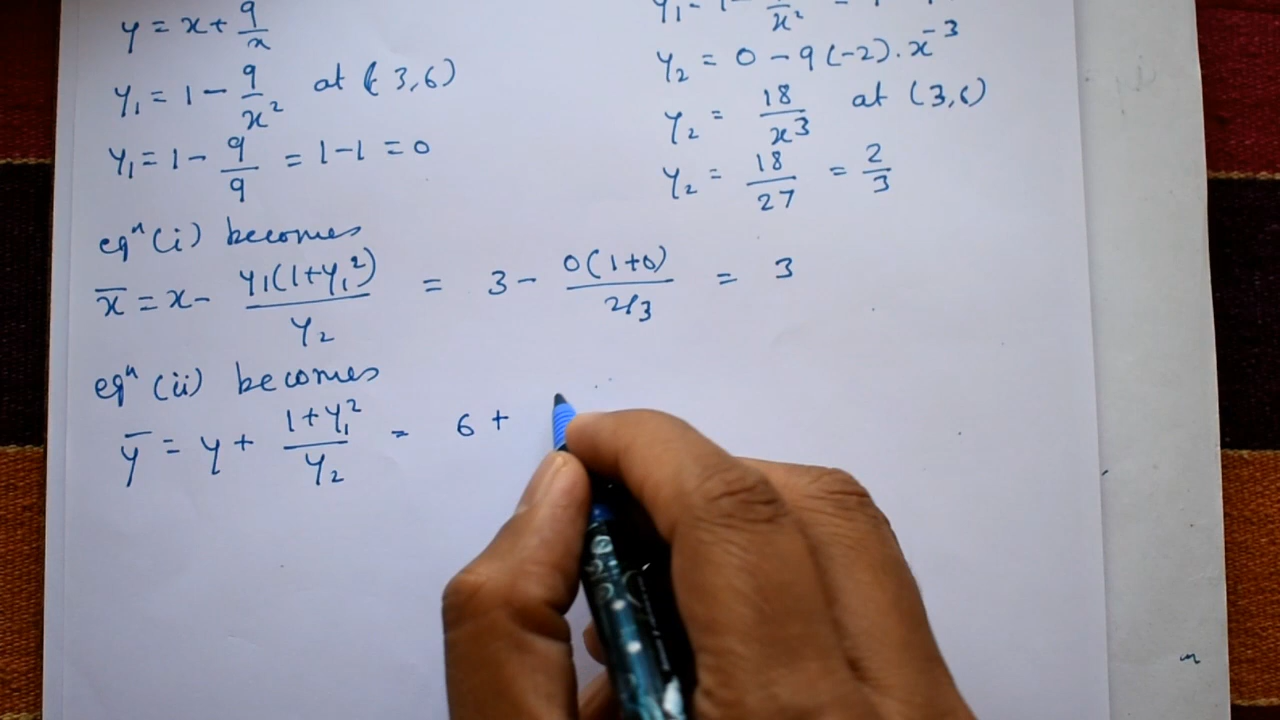 y = x + 9/x
y₁ = 1 - 9/x² at (3,6)
y₁ = 1 - 9/9 = 1-1 = 0
y₂ = 0 - 9(-2).x⁻³
y₂ = 18/x³ at (3,6)
y₂ = 18/27 = 2/3
eqⁿ(i) becomes
x̄ = x - y₁(1+y₁²)/y₂ = 3 - 0(1+0)/2/3 = 3
eqⁿ(ii) becomes
ȳ = y + 1+y₁²/y₂ = 6 +